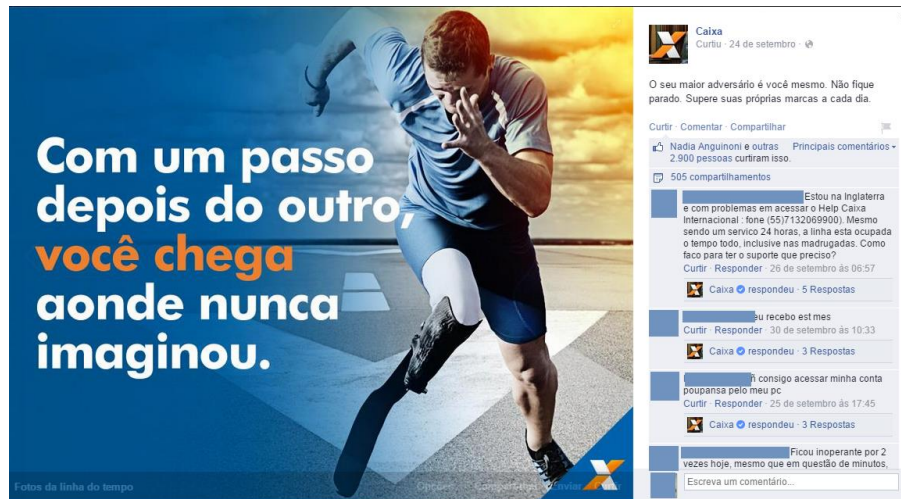 Com um passo
depois do outro,
você chega
aonde nunca
imaginou.
Fotos da linha do tempo
Caixa
Curtiu · 24 de setembro
O seu maior adversário é você mesmo. Não fique
parado. Supere suas próprias marcas a cada dia.
Curtir · Comentar · Compartilhar
Nadia Anguinoni e outras
2.900 pessoas curtiram isso.
Principais comentários
505 compartilhamentos
Estou na Inglaterra
e com problemas em acessar o Help Caixa
Internacional : fone (55)7132069900). Mesmo
sendo um servico 24 horas, a linha esta ocupada
o tempo todo, inclusive nas madrugadas. Como
faco para ter o suporte que preciso?
Curtir · Responder · 26 de setembro às 06:57
Caixa respondeu · 5 Respostas
eu recebo est mes
Curtir · Responder · 30 de setembro às 10:33
Caixa respondeu · 3 Respostas
ñ consigo acessar minha conta
poupansa pelo meu pc
Curtir · Responder · 25 de setembro às 17:45
Caixa respondeu · 3 Respostas
Ficou inoperante por 2
vezes hoje, mesmo que em questão de minutos,
Escreva um comentário...